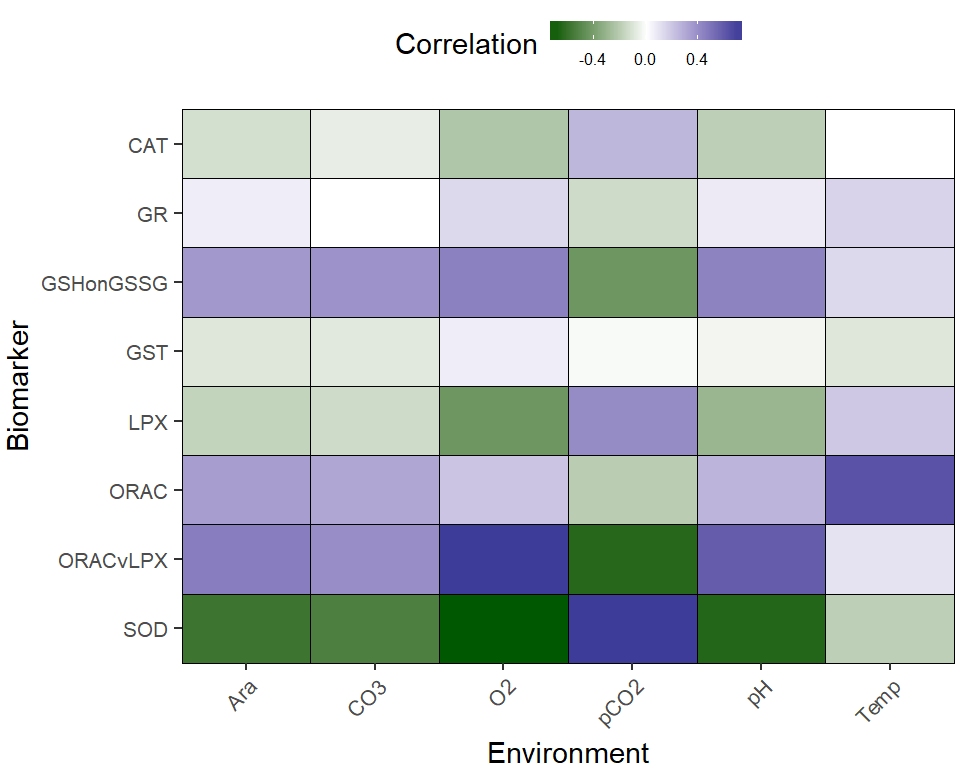 Correlation
-0.4 0.0 0.4
CAT
GR
GSHonGSSG
GST
LPX
ORAC
ORACvLPX
SOD
Biomarker
Ara CO3 O2 pCO2 pH Temp
Environment